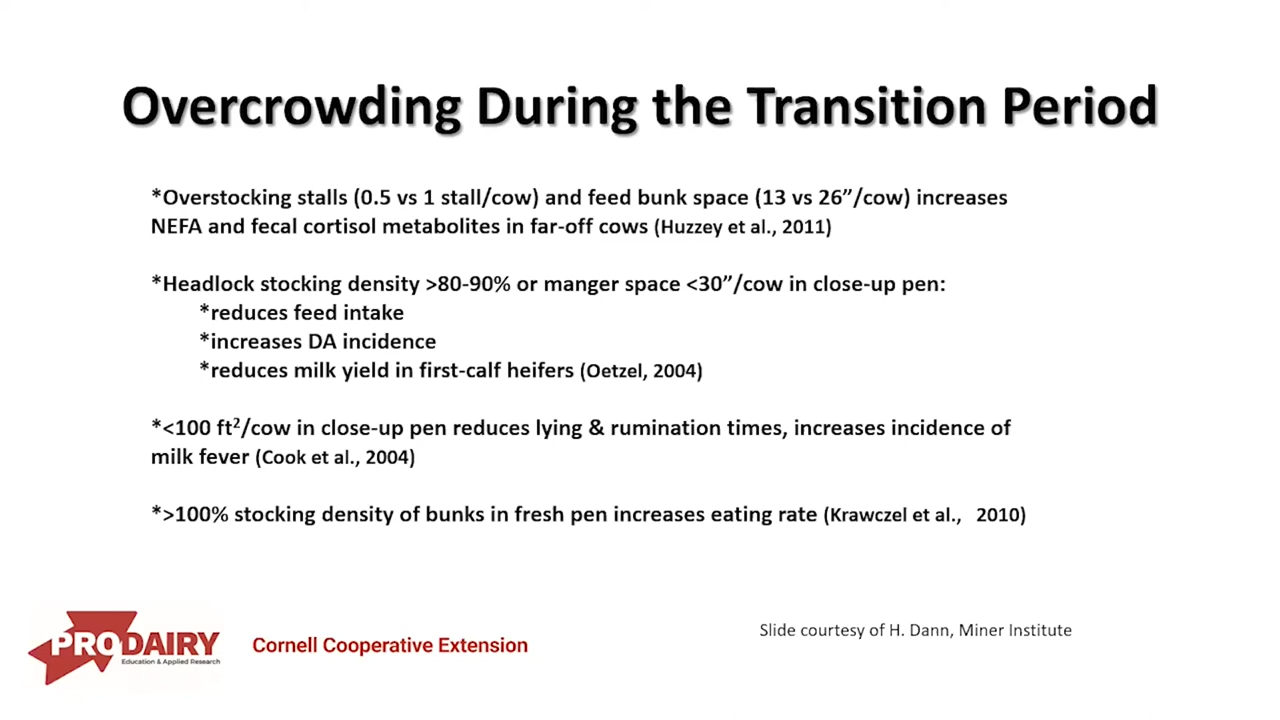 Overcrowding During the Transition Period
*Overstocking stalls (0.5 vs 1 stall/cow) and feed bunk space (13 vs 26”/cow) increases
NEFA and fecal cortisol metabolites in far-off cows (Huzzey et al., 2011)
*Headlock stocking density >80-90% or manger space <30”/cow in close-up pen:
*reduces feed intake
*increases DA incidence
*reduces milk yield in first-calf heifers (Oetzel, 2004)
*<100 ft²/cow in close-up pen reduces lying & rumination times, increases incidence of
milk fever (Cook et al., 2004)
*>100% stocking density of bunks in fresh pen increases eating rate (Krawczel et al., 2010)
PRODAIRY
Education & Applied Research
Cornell Cooperative Extension
Slide courtesy of H. Dann, Miner Institute